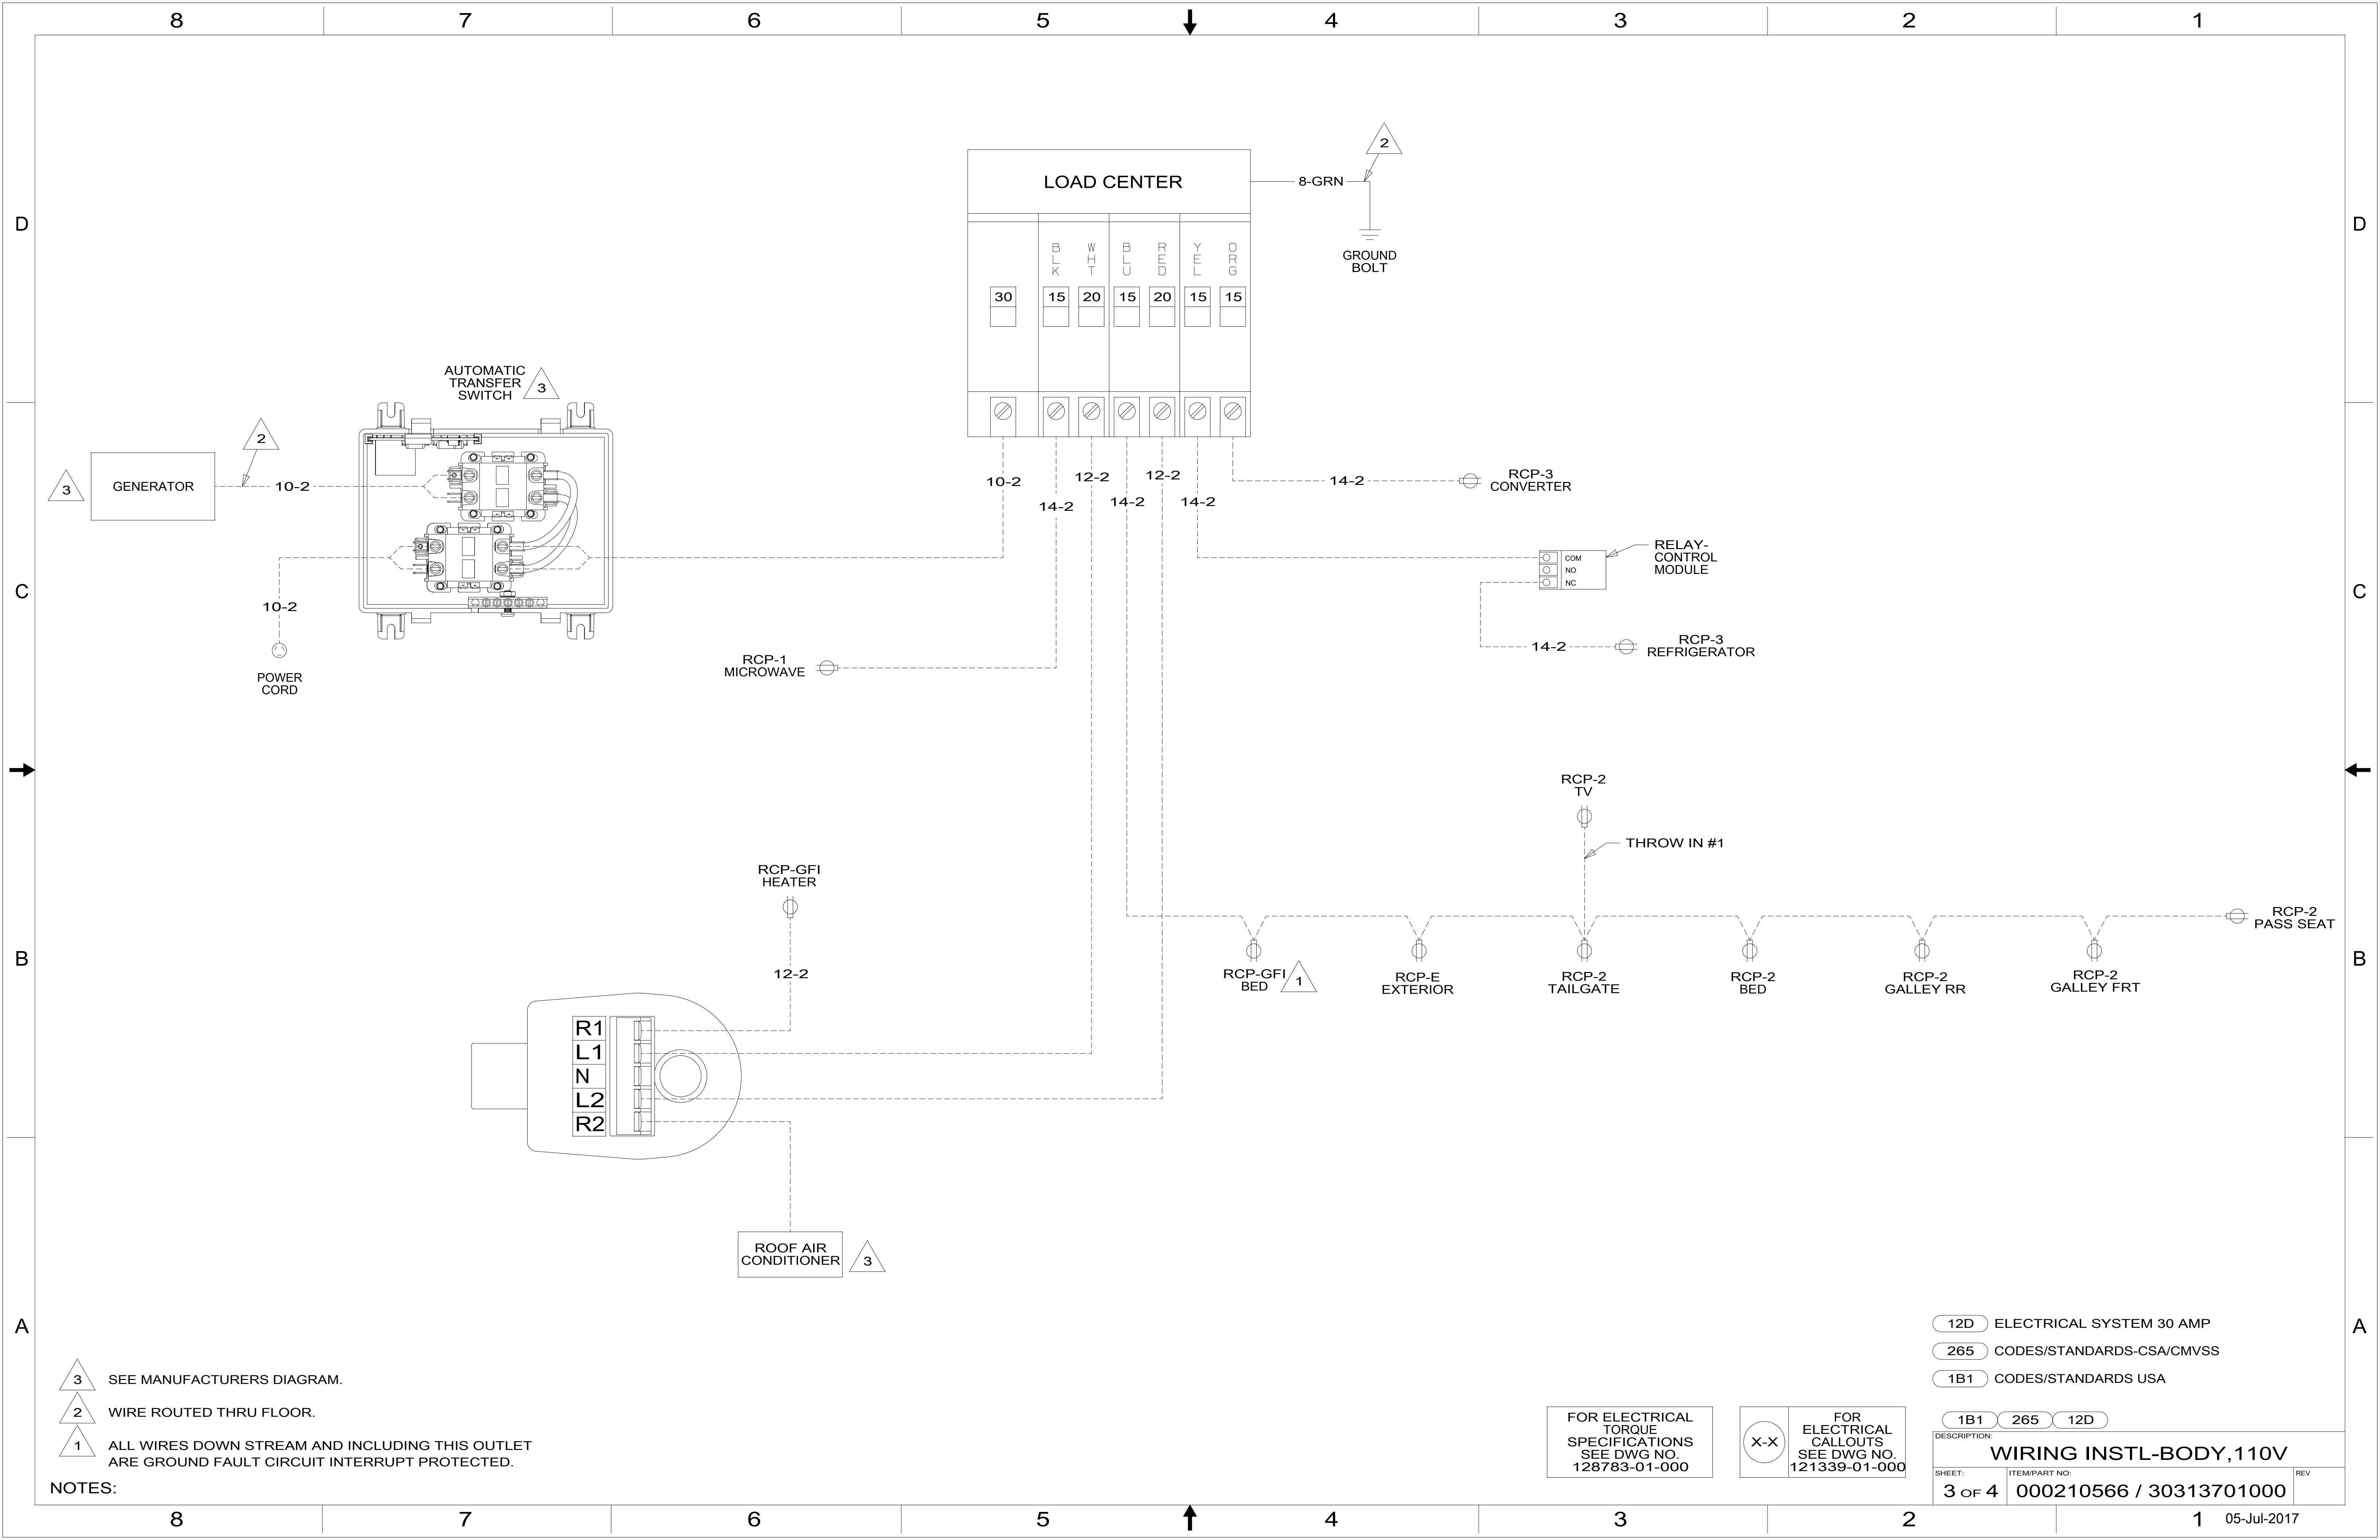 8 7 6 5 4 3 2 1
D
D
C
C
B
B
A
A
LOAD CENTER
8-GRN
2
GROUND
BOLT
BLK WHT BLU RED YEL ORG
30 15 20 15 20 15 15
AUTOMATIC
TRANSFER
SWITCH
3
2
3
GENERATOR
10-2
10-2
POWER
CORD
10-2
14-2
12-2
14-2
12-2
14-2
14-2
RCP-3
CONVERTER
COM
NO
NC
RELAY-
CONTROL
MODULE
14-2
RCP-3
REFRIGERATOR
RCP-1
MICROWAVE
RCP-2
TV
THROW IN #1
RCP-GFI
HEATER
12-2
RCP-GFI
BED
1
RCP-E
EXTERIOR
RCP-2
TAILGATE
RCP-2
BED
RCP-2
GALLEY RR
RCP-2
GALLEY FRT
RCP-2
PASS SEAT
R1
L1
N
L2
R2
ROOF AIR
CONDITIONER
3
12D ELECTRICAL SYSTEM 30 AMP
265 CODES/STANDARDS-CSA/CMVSS
1B1 CODES/STANDARDS USA
3 SEE MANUFACTURERS DIAGRAM.
2 WIRE ROUTED THRU FLOOR.
1 ALL WIRES DOWN STREAM AND INCLUDING THIS OUTLET
ARE GROUND FAULT CIRCUIT INTERRUPT PROTECTED.
NOTES:
FOR ELECTRICAL
TORQUE
SPECIFICATIONS
SEE DWG NO.
128783-01-000
X-X
FOR
ELECTRICAL
CALLOUTS
SEE DWG NO.
121339-01-000
1B1 265 12D
DESCRIPTION:
WIRING INSTL-BODY,110V
SHEET:
3 OF 4
ITEM/PART NO:
000210566 / 30313701000
REV
8 7 6 5 4 3 2 1
05-Jul-2017